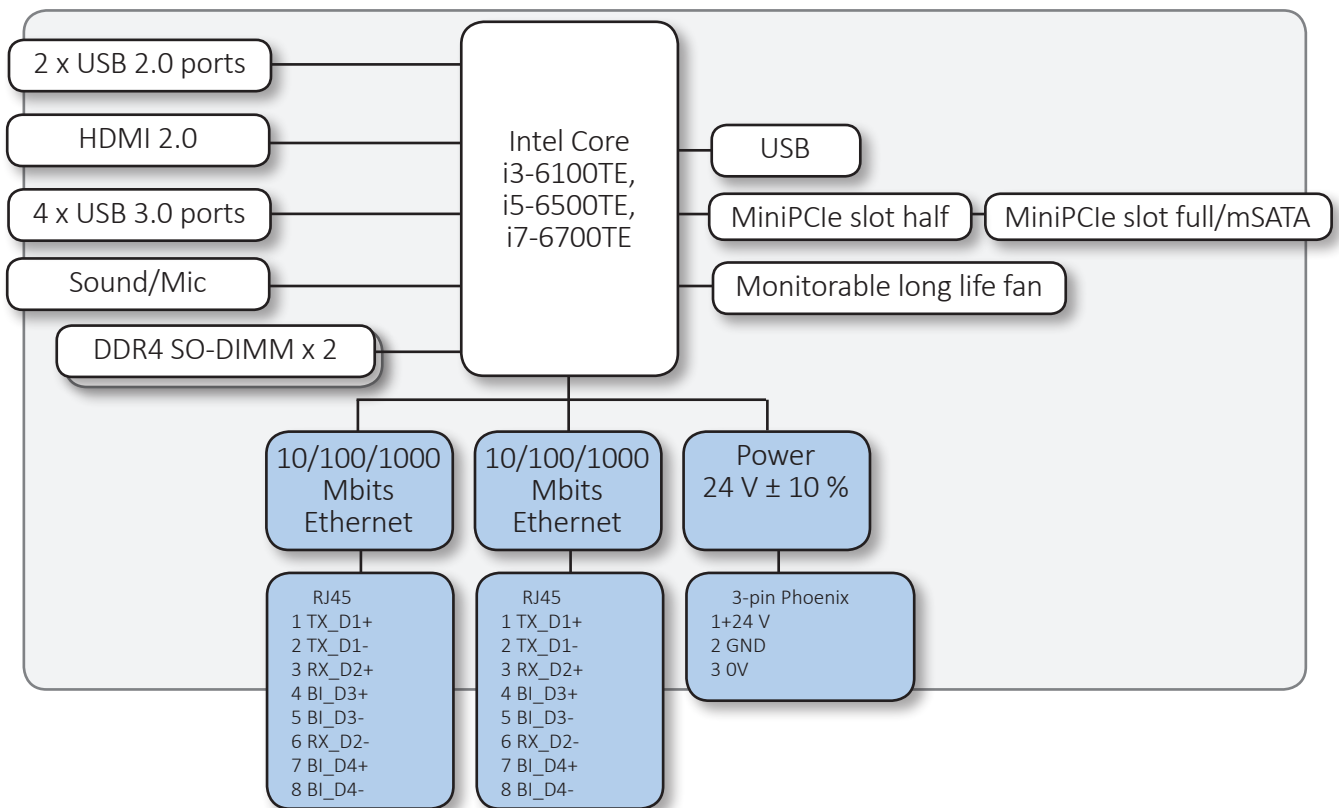 2 x USB 2.0 ports
HDMI 2.0
4 x USB 3.0 ports
Sound/Mic
DDR4 SO-DIMM x 2
Intel Core
i3-6100TE,
i5-6500TE,
i7-6700TE
USB
MiniPCIe slot half
MiniPCIe slot full/mSATA
Monitorable long life fan
10/100/1000
Mbits
Ethernet
10/100/1000
Mbits
Ethernet
Power
24 V ± 10 %
RJ45
1 TX_D1+
2 TX_D1-
3 RX_D2+
4 BI_D3+
5 BI_D3-
6 RX_D2-
7 BI_D4+
8 BI_D4-
RJ45
1 TX_D1+
2 TX_D1-
3 RX_D2+
4 BI_D3+
5 BI_D3-
6 RX_D2-
7 BI_D4+
8 BI_D4-
3-pin Phoenix
1+24 V
2 GND
3 0V